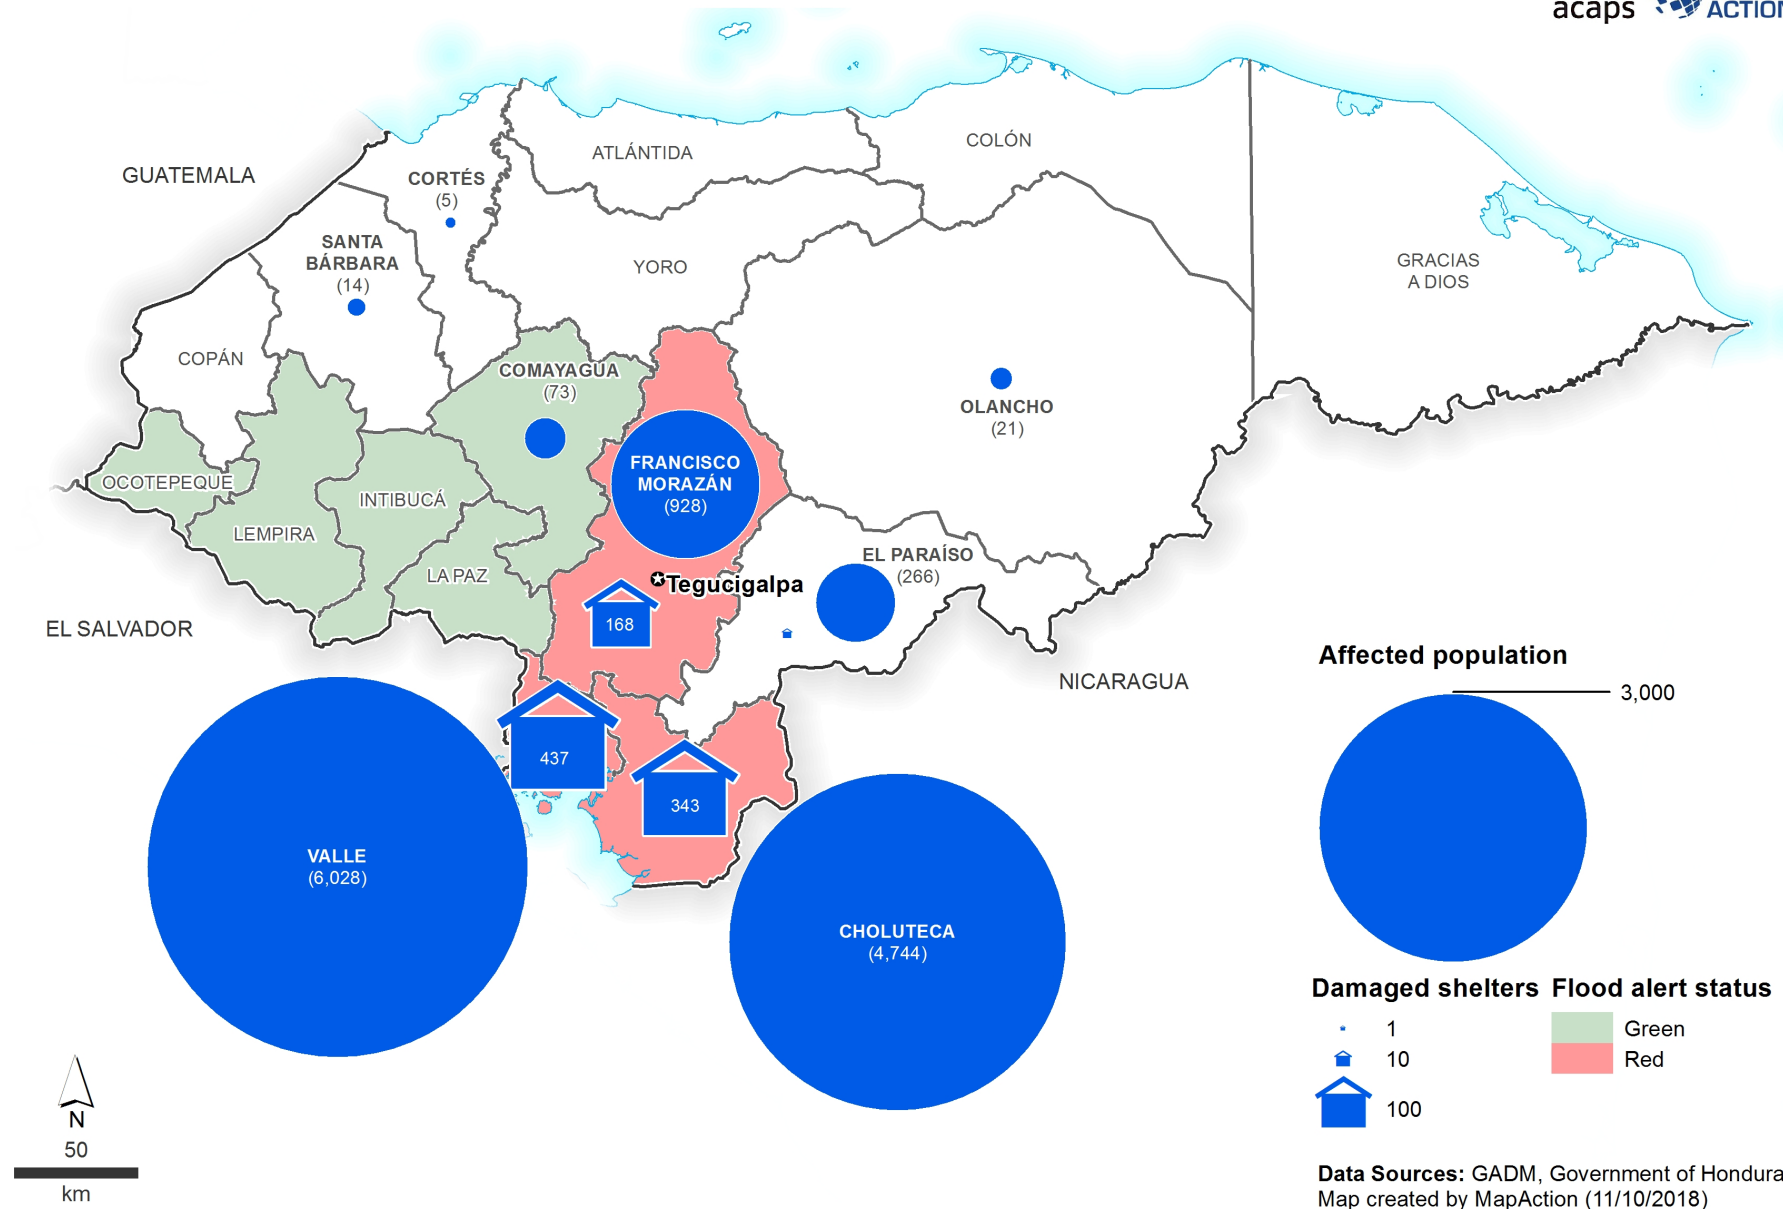 acaps
ACTION
GUATEMALA
CORTÉS
(5)
ATLÁNTIDA
COLÓN
SANTA
BÁRBARA
(14)
YORO
GRACIAS
A DIOS
COPÁN
COMAYAGUA
(73)
OLANCHO
(21)
OCOTEPEQUE
LEMPIRA
INTIBUCÁ
LA PAZ
FRANCISCO
MORAZÁN
(928)
EL PARAÍSO
(266)
Tegucigalpa
168
EL SALVADOR
NICARAGUA
437
343
VALLE
(6,028)
CHOLUTECA
(4,744)
Affected population
3,000
Damaged shelters
1
10
100
Flood alert status
Green
Red
N
50
km
Data Sources: GADM, Government of Hondura
Map created by MapAction (11/10/2018)